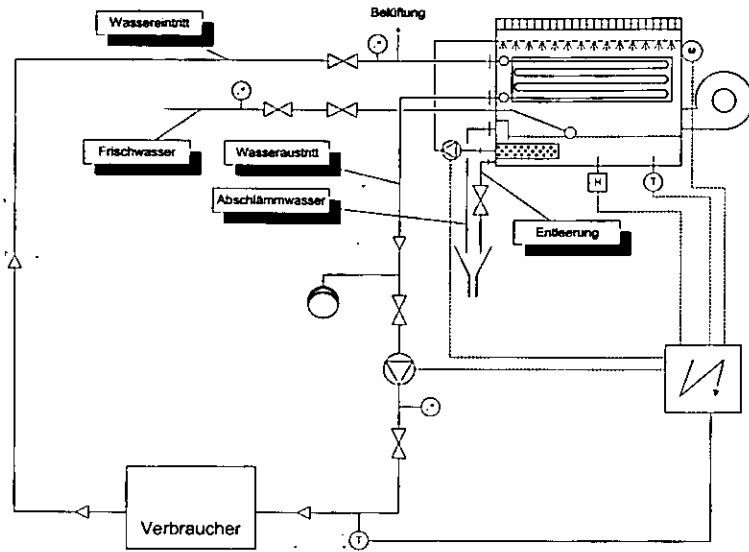 Belüftung
Wassereintritt
M
Frischwasser
Wasseraustritt
Abschlämmwasser
H
T
Entleerung
Verbraucher
T